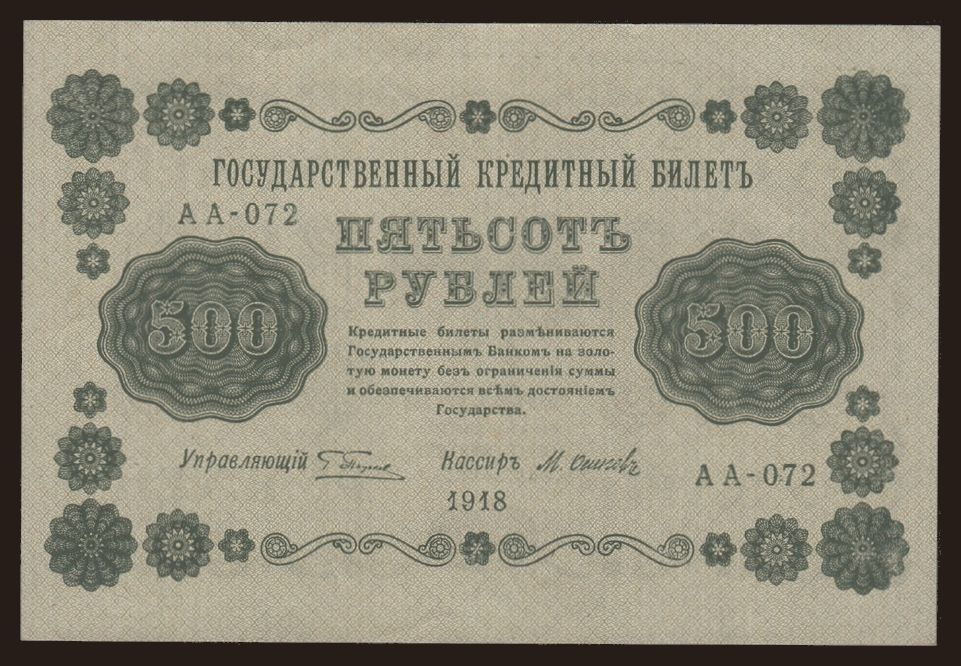 ГОСУДАРСТВЕННЫЙ КРЕДИТНЫЙ БИЛЕТЪ
АА-072
ПЯТЬСОТЪ
РУБЛЕЙ
500
500
Кредитные билеты размѣниваются
Государственнымъ Банкомъ на золо-
тую монету безъ ограниченія суммы
и обезпечиваются всѣмъ достояніемъ
Государства.
Управляющій
Кассиръ М. Осиповъ
АА-072
1918